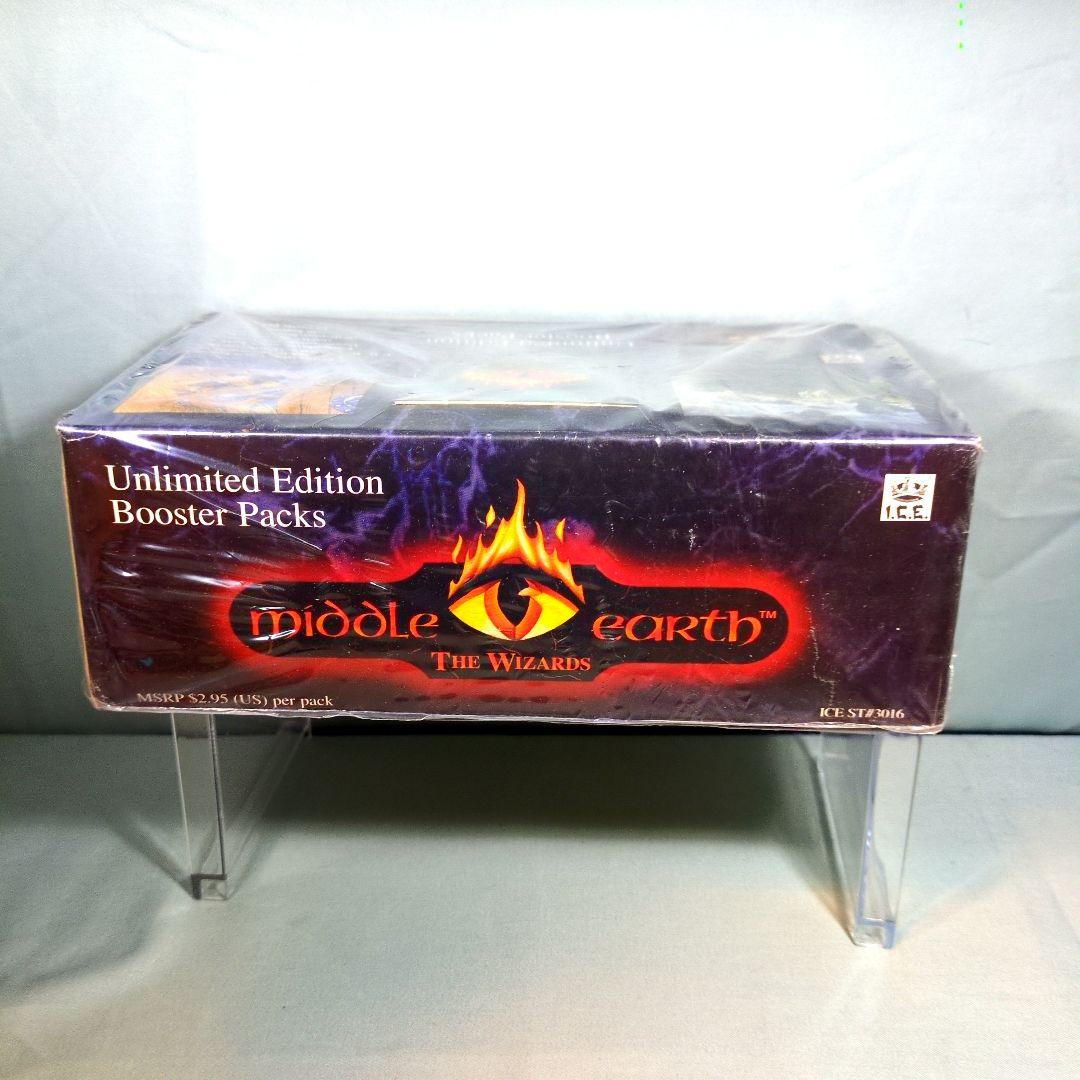 Unlimited Edition
Booster Packs
I.C.E.
middle earth™
The Wizards
MSRP $2.95 (US) per pack
ICE ST#3016